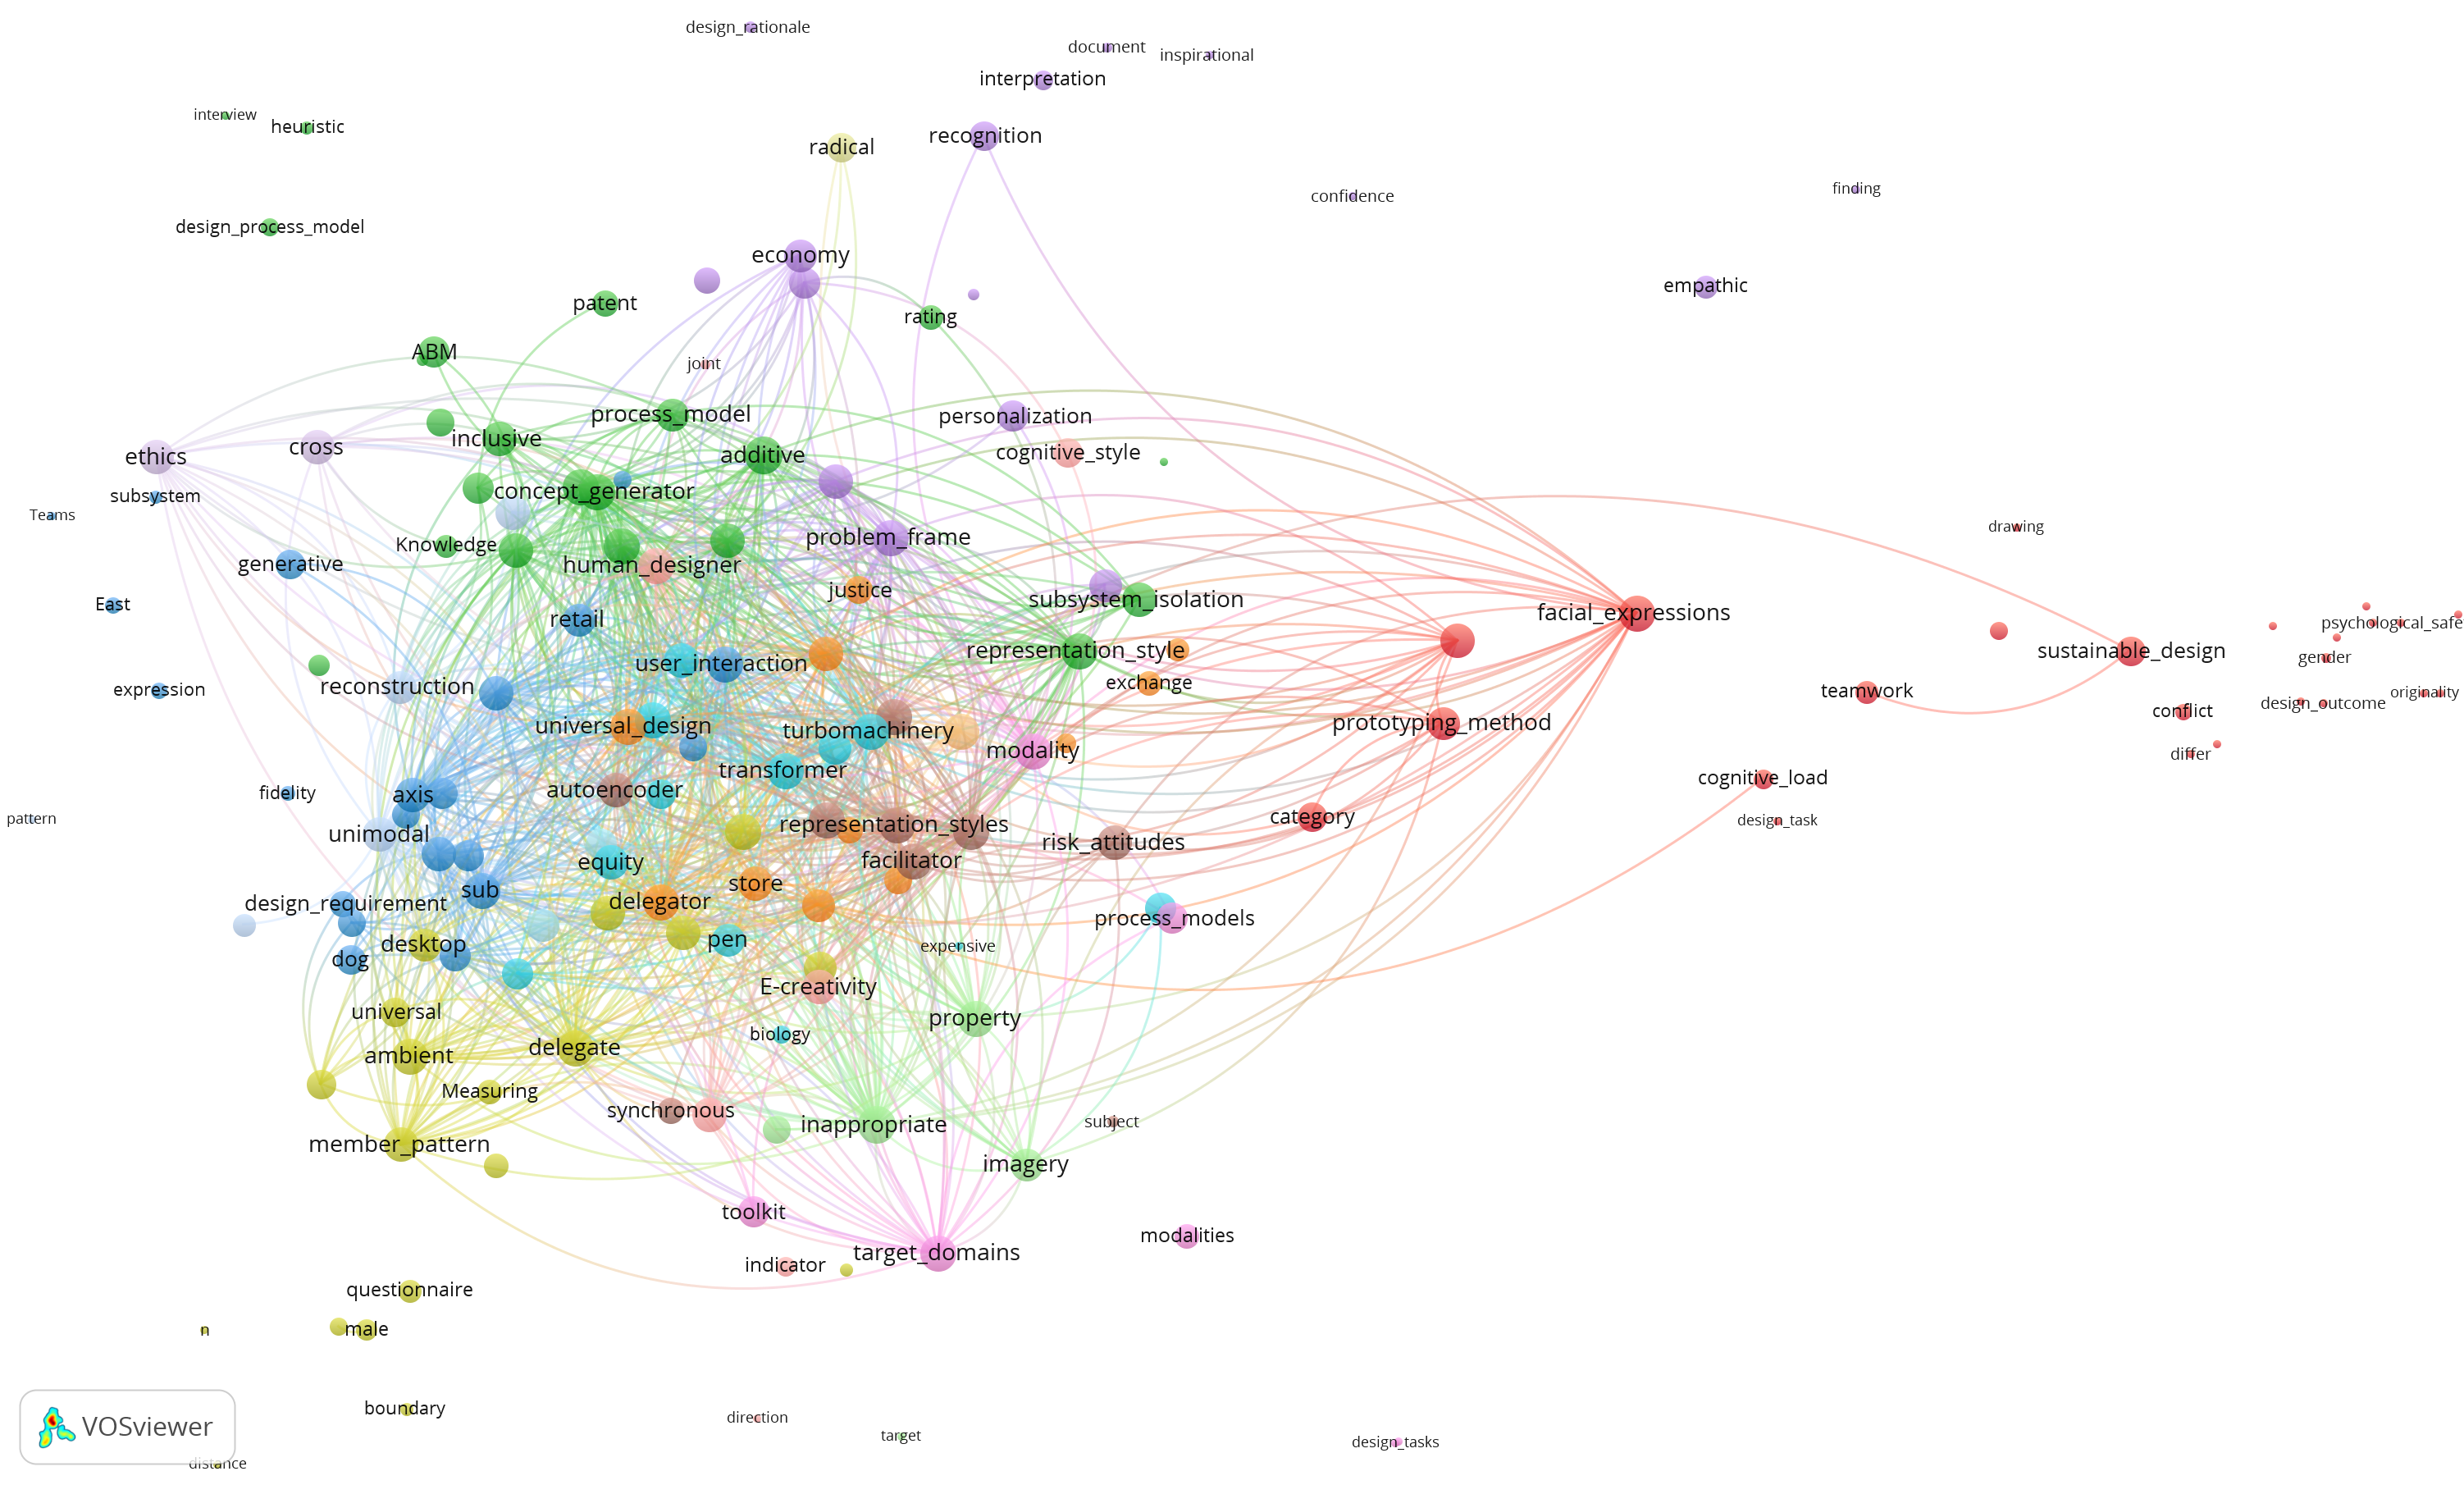 design_rationale
document
inspirational
interpretation
interview
heuristic
radical
recognition
confidence
finding
design_process_model
economy
empathic
patent
rating
ABM
joint
process_model
personalization
inclusive
cross
ethics
additive
cognitive_style
concept_generator
subsystem
Teams
drawing
problem_frame
Knowledge
generative
human_designer
justice
East
subsystem_isolation
facial_expressions
retail
psychological_safe
representation_style
sustainable_design
gender
user_interaction
exchange
reconstruction
expression
teamwork
originality
design_outcome
conflict
universal_design
turbomachinery
prototyping_method
modality
differ
transformer
cognitive_load
autoencoder
fidelity
axis
pattern
category
design_task
representation_styles
unimodal
risk_attitudes
facilitator
equity
store
sub
delegator
design_requirement
process_models
pen
desktop
expensive
dog
E-creativity
universal
property
biology
delegate
ambient
Measuring
synchronous
subject
inappropriate
member_pattern
imagery
toolkit
modalities
target_domains
indicator
questionnaire
n
male
boundary
direction
VOSviewer
target
design_tasks
distance